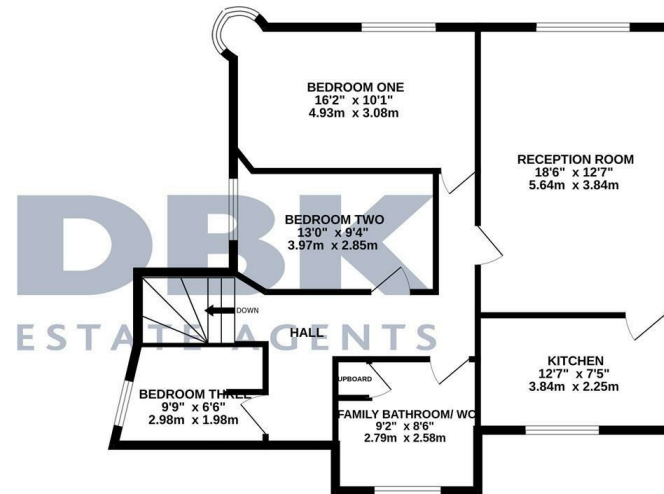 BEDROOM ONE
16'2" x 10'1"
4.93m x 3.08m
RECEPTION ROOM
18'6" x 12'7"
5.64m x 3.84m
DBK
ESTATE AGENTS
BEDROOM TWO
13'0" x 9'4"
3.97m x 2.85m
DOWN
HALL
BEDROOM THREE
9'9" x 6'6"
2.98m x 1.98m
UPBOARD
FAMILY BATHROOM/ WC
9'2" x 8'6"
2.79m x 2.58m
KITCHEN
12'7" x 7'5"
3.84m x 2.25m